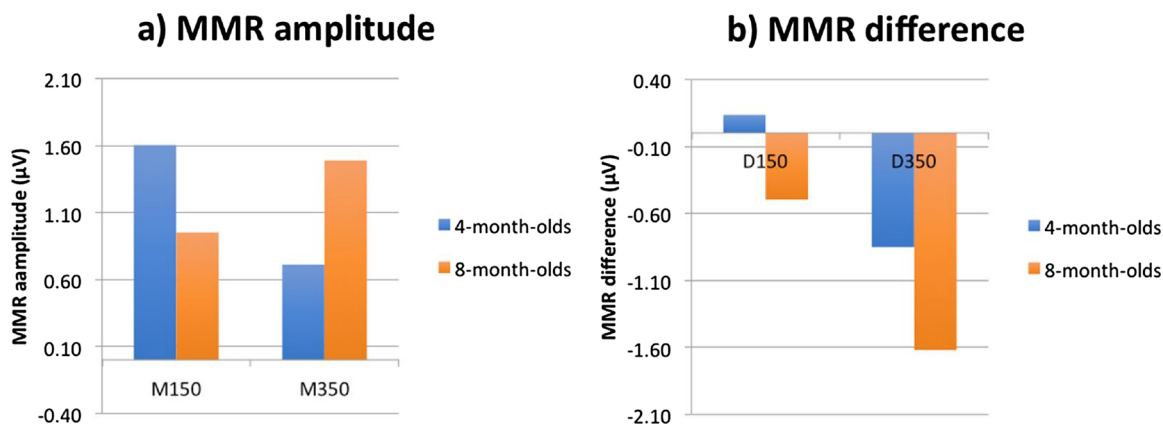 a) MMR amplitude
MMR aamplitude (µV)
2.10
1.60
1.10
0.60
0.10
-0.40
M150
M350
4-month-olds
8-month-olds
b) MMR difference
MMR difference (µV)
0.40
-0.10
-0.60
-1.10
-1.60
-2.10
D150
D350
4-month-olds
8-month-olds